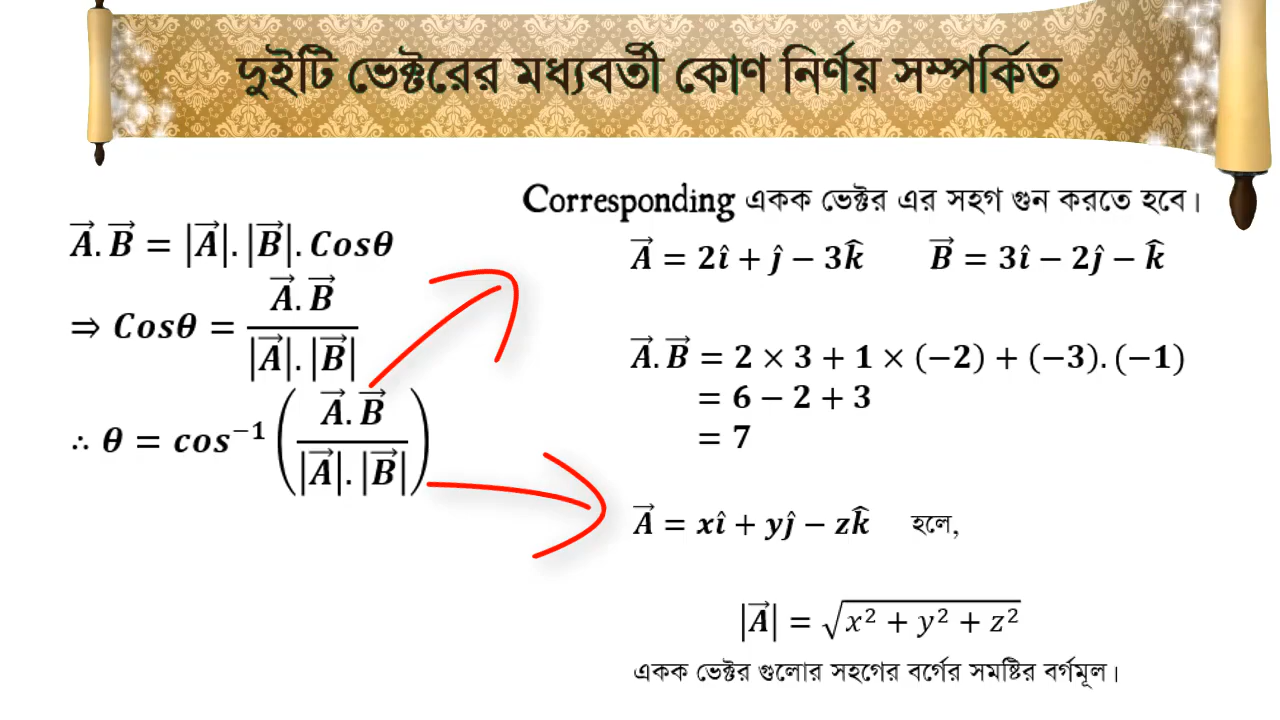 দুইটি ভেক্টরের মধ্যবর্তী কোণ নির্ণয় সম্পর্কিত
A⃗.B⃗ = |A⃗|.|B⃗|.Cosθ
⇒ Cosθ = A⃗.B⃗ / |A⃗|.|B⃗|
∴ θ = cos⁻¹ (A⃗.B⃗ / |A⃗|.|B⃗|)
Corresponding একক ভেক্টর এর সহগ গুন করতে হবে।
A⃗ = 2î + ĵ − 3k̂ B⃗ = 3î − 2ĵ − k̂
A⃗.B⃗ = 2 × 3 + 1 × (−2) + (−3).(−1)
= 6 − 2 + 3
= 7
A⃗ = xî + yĵ − zk̂ হলে,
|A⃗| = √(x² + y² + z²)
একক ভেক্টর গুলোর সহগের বর্গের সমষ্টির বর্গমূল।